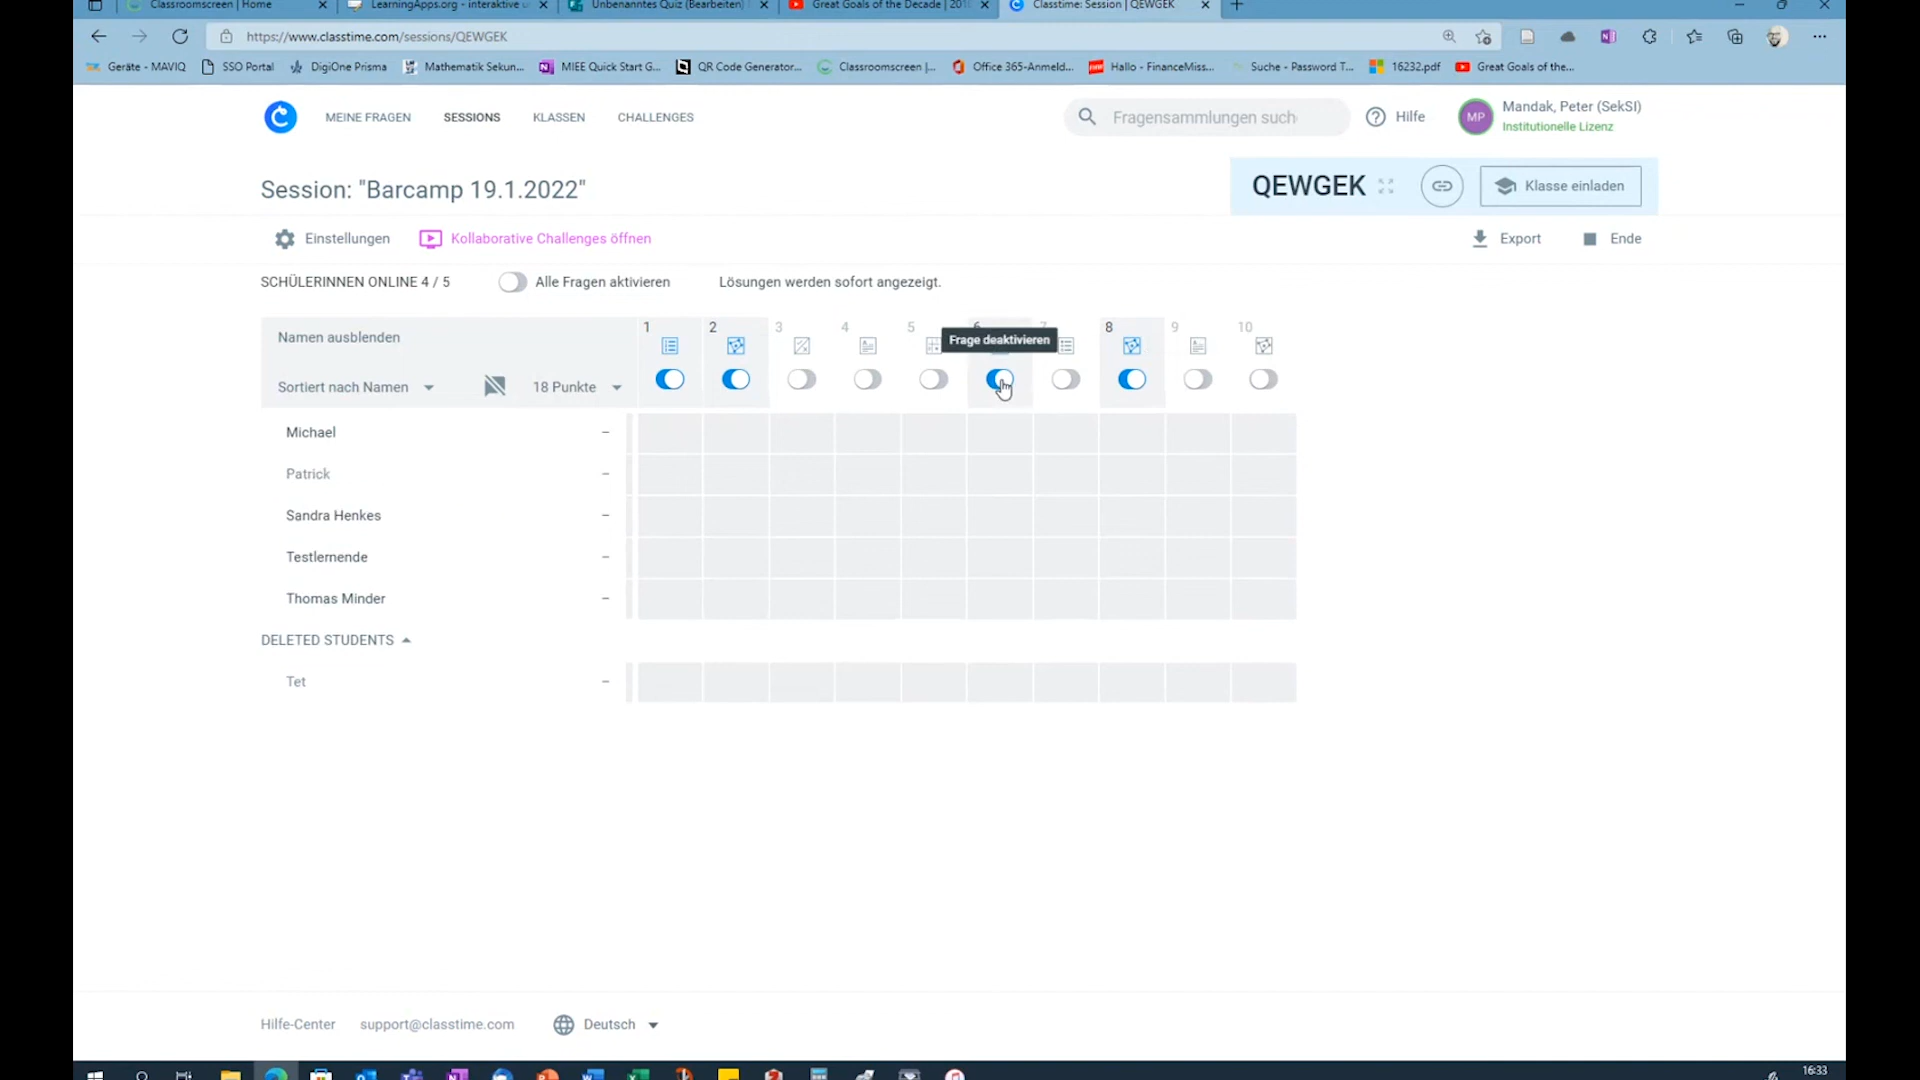 Classroomscreen | Home
LearningApps.org - interaktive u
Unbenanntes Quiz (Bearbeiten)
Great Goals of the Decade | 201
Classtime: Session | QEWGEK
https://www.classtime.com/sessions/QEWGEK
Geräte - MAVIQ SSO Portal DigiOne Prisma Mathematik Sekun... MIEE Quick Start G... QR Code Generator... Classroomscreen |... Office 365-Anmeld... Hallo - FinanceMiss... Suche - Password T... 16232.pdf Great Goals of the...
MEINE FRAGEN SESSIONS KLASSEN CHALLENGES Fragensammlungen such Hilfe MP Mandak, Peter (SekSI)
Institutionelle Lizenz
Session: "Barcamp 19.1.2022" QEWGEK Klasse einladen
Einstellungen Kollaborative Challenges öffnen Export Ende
SCHÜLERINNEN ONLINE 4 / 5 Alle Fragen aktivieren Lösungen werden sofort angezeigt.
1 2 3 4 5 6 7 8 9 10
Namen ausblenden Frage deaktivieren
Sortiert nach Namen 18 Punkte
Michael –
Patrick –
Sandra Henkes –
Testlernende –
Thomas Minder –
DELETED STUDENTS
Tet –
Hilfe-Center support@classtime.com Deutsch
16:33